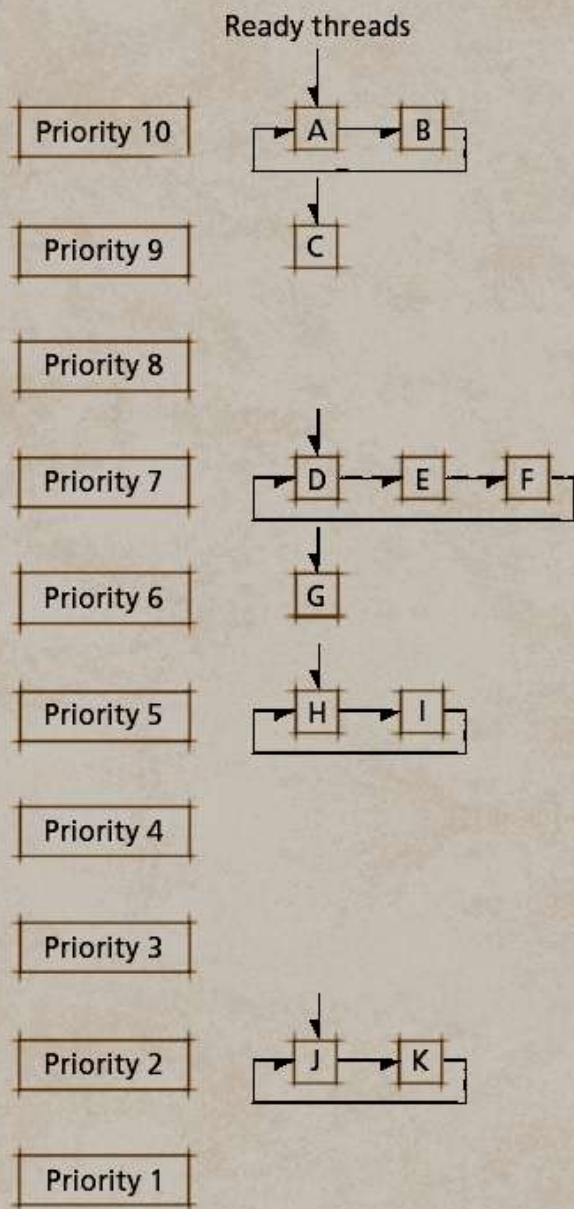 Ready threads
Priority 10 A B
Priority 9 C
Priority 8
Priority 7 D E F
Priority 6 G
Priority 5 H I
Priority 4
Priority 3
Priority 2 J K
Priority 1